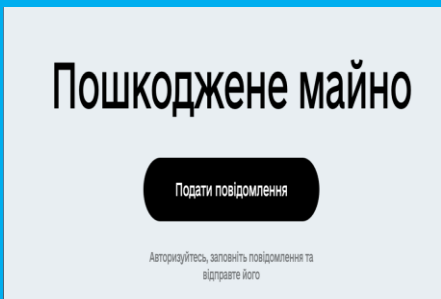 Пошкоджене майно
Подати повідомлення
Авторизуйтесь, заповніть повідомлення та
відправте його